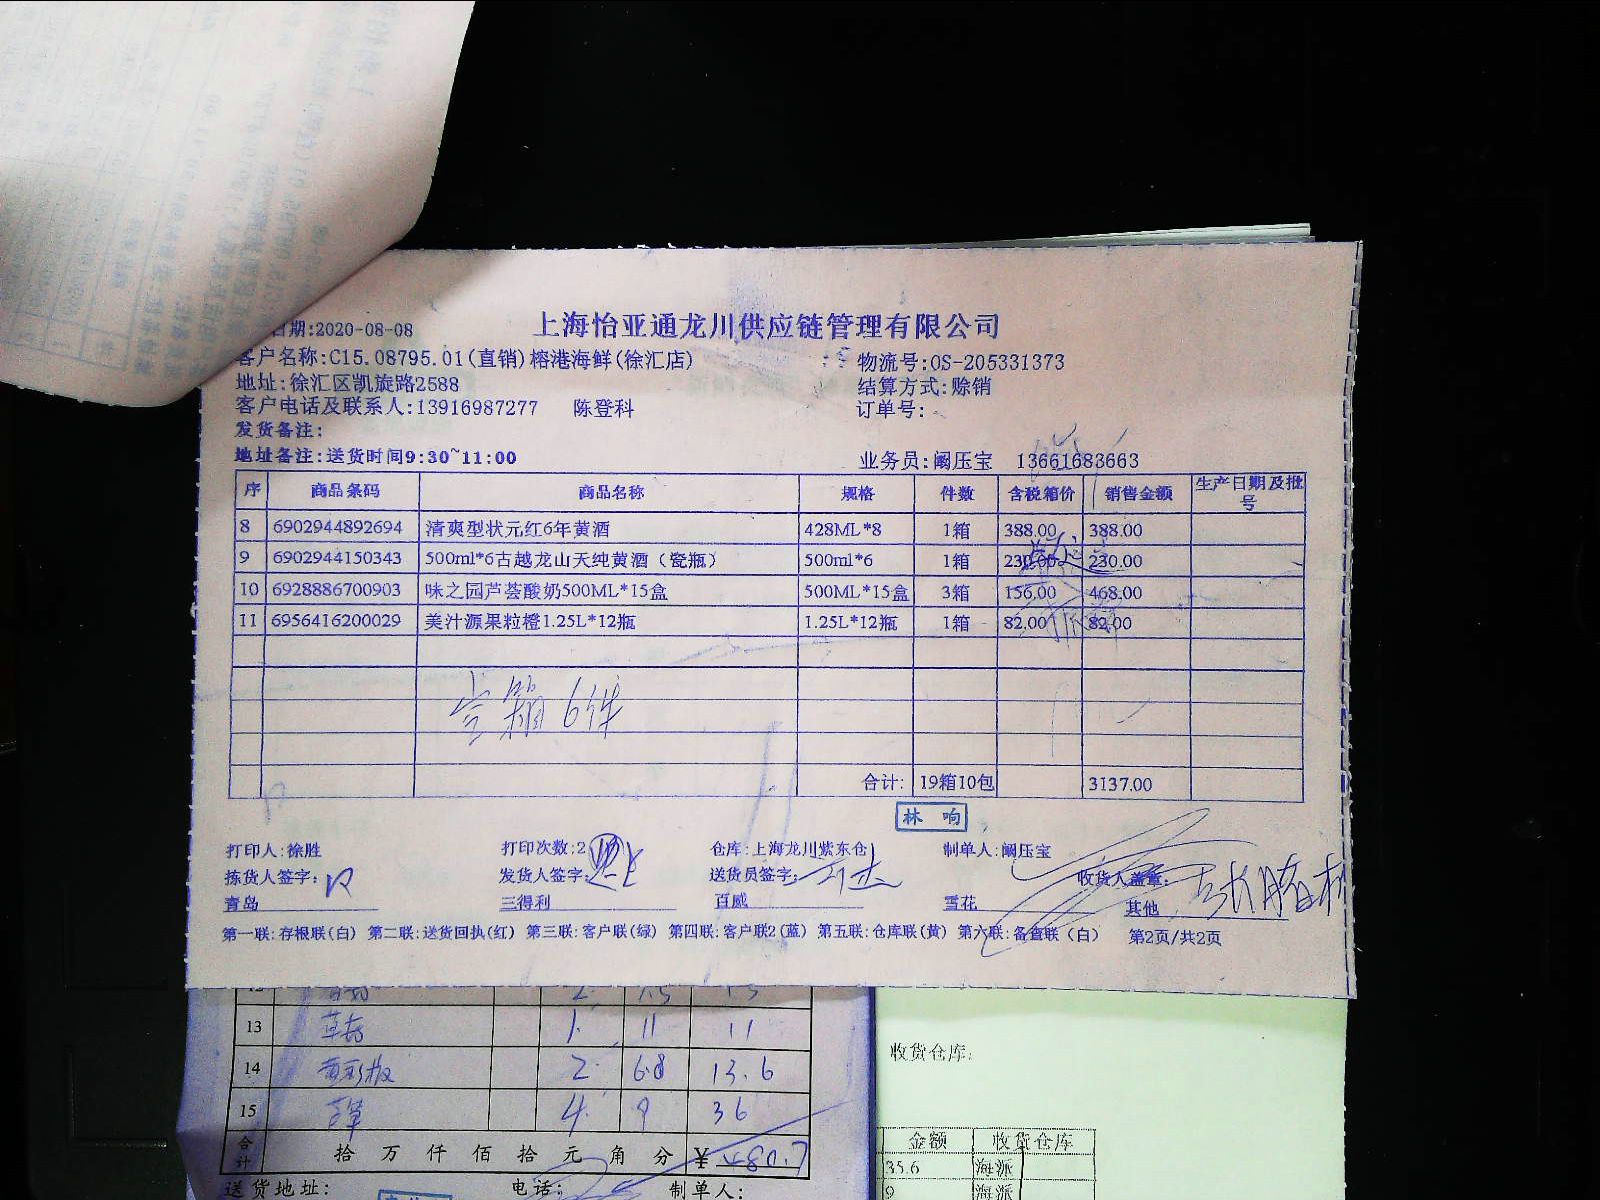 上海怡亚通龙川供应链管理有限公司
日期:2020-08-08
客户名称:C15.08795.01(直销)榕港海鲜(徐汇店) 物流号:OS-205331373
地址:徐汇区凯旋路2588 结算方式:赊销
客户电话及联系人:13916987277 陈登科 订单号:
发货备注:
地址备注:送货时间9:30~11:00 业务员:阚压宝 13661683663
序 商品条码 商品名称 规格 件数 含税箱价 销售金额 生产日期及批号
8 6902944892694 清爽型状元红6年黄酒 428ML*8 1箱 388.00 388.00
9 6902944150343 500ml*6古越龙山天纯黄酒（瓷瓶） 500ml*6 1箱 230.00 230.00
10 6928886700903 味之园芦荟酸奶500ML*15盒 500ML*15盒 3箱 156.00 468.00
11 6956416200029 美汁源果粒橙1.25L*12瓶 1.25L*12瓶 1箱 82.00 82.00
空箱6件
合计: 19箱10包 3137.00
林 响
打印人:徐胜 打印次数:2 仓库:上海龙川紫东仓 制单人:阚压宝
拣货人签字: 发货人签字: 送货员签字: 收货人盖章:
青岛 三得利 百威 雪花 其他
第一联:存根联(白) 第二联:送货回执(红) 第三联:客户联(绿) 第四联:客户联2(蓝) 第五联:仓库联(黄) 第六联:备查联（白） 第2页/共2页
13 1 11 11
14 2 6.8 13.6
15 4 9 36
合计 拾 万 仟 佰 拾 元 角 分 ¥
送货地址: 电话: 制单人:
收货仓库:
金额 收货仓库
35.6 海派
9 海派